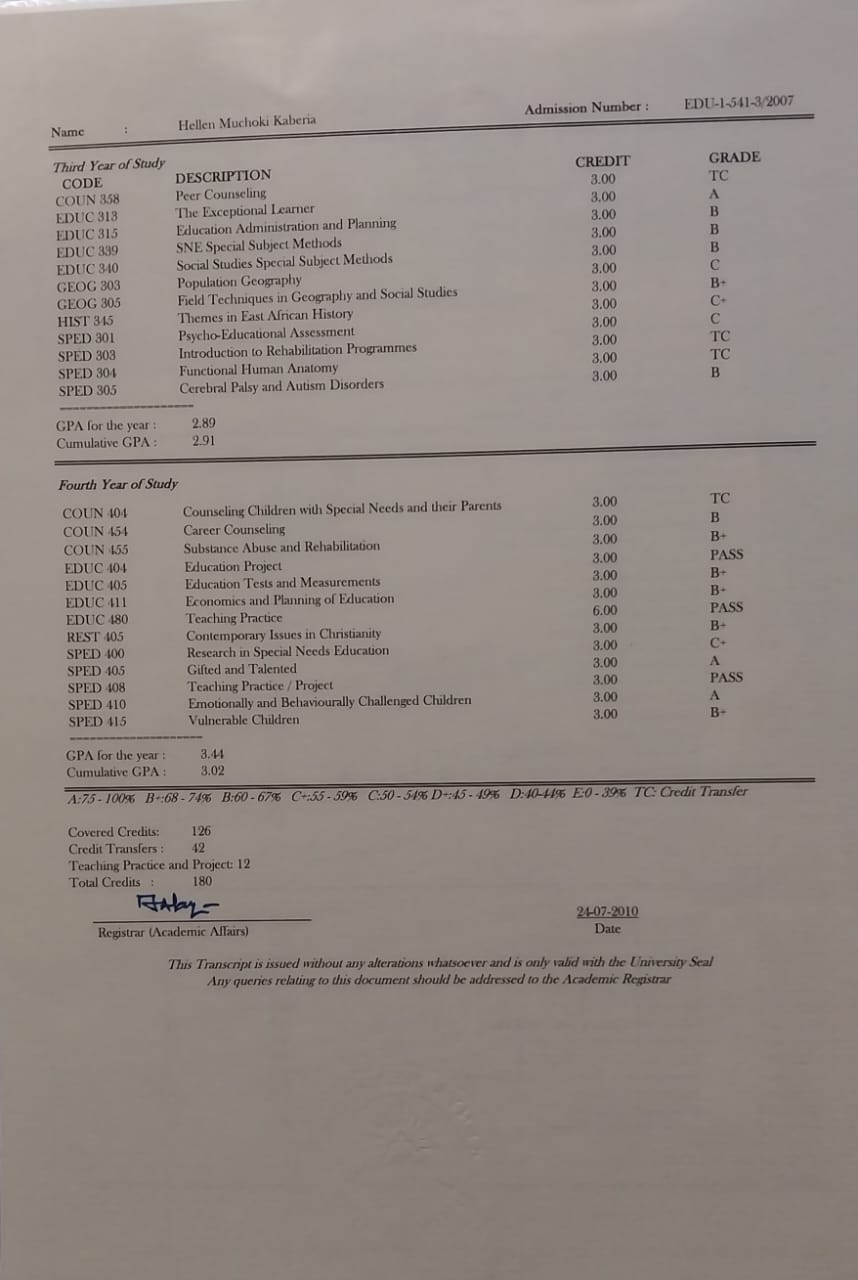 Name : Hellen Muchoki Kaberia Admission Number : EDU-1-541-3/2007
Third Year of Study
CODE DESCRIPTION CREDIT GRADE
COUN 358 Peer Counseling 3.00 TC
EDUC 313 The Exceptional Learner 3.00 A
EDUC 315 Education Administration and Planning 3.00 B
EDUC 339 SNE Special Subject Methods 3.00 B
EDUC 340 Social Studies Special Subject Methods 3.00 B
GEOG 303 Population Geography 3.00 C
GEOG 305 Field Techniques in Geography and Social Studies 3.00 B+
HIST 345 Themes in East African History 3.00 C+
SPED 301 Psycho-Educational Assessment 3.00 C
SPED 303 Introduction to Rehabilitation Programmes 3.00 TC
SPED 304 Functional Human Anatomy 3.00 TC
SPED 305 Cerebral Palsy and Autism Disorders 3.00 B
----------------------
GPA for the year : 2.89
Cumulative GPA : 2.91
Fourth Year of Study
COUN 404 Counseling Children with Special Needs and their Parents 3.00 TC
COUN 454 Career Counseling 3.00 B
COUN 455 Substance Abuse and Rehabilitation 3.00 B+
EDUC 404 Education Project 3.00 PASS
EDUC 405 Education Tests and Measurements 3.00 B+
EDUC 411 Economics and Planning of Education 3.00 B+
EDUC 480 Teaching Practice 6.00 PASS
REST 405 Contemporary Issues in Christianity 3.00 B+
SPED 400 Research in Special Needs Education 3.00 C+
SPED 405 Gifted and Talented 3.00 A
SPED 408 Teaching Practice / Project 3.00 PASS
SPED 410 Emotionally and Behaviourally Challenged Children 3.00 A
SPED 415 Vulnerable Children 3.00 B+
----------------------
GPA for the year : 3.44
Cumulative GPA : 3.02
A:75 - 100% B+:68 - 74% B:60 - 67% C+:55 - 59% C:50 - 54% D+:45 - 49% D:40-44% E:0 - 39% TC: Credit Transfer
Covered Credits: 126
Credit Transfers : 42
Teaching Practice and Project: 12
Total Credits : 180
24-07-2010
Registrar (Academic Affairs) Date
This Transcript is issued without any alterations whatsoever and is only valid with the University Seal
Any queries relating to this document should be addressed to the Academic Registrar